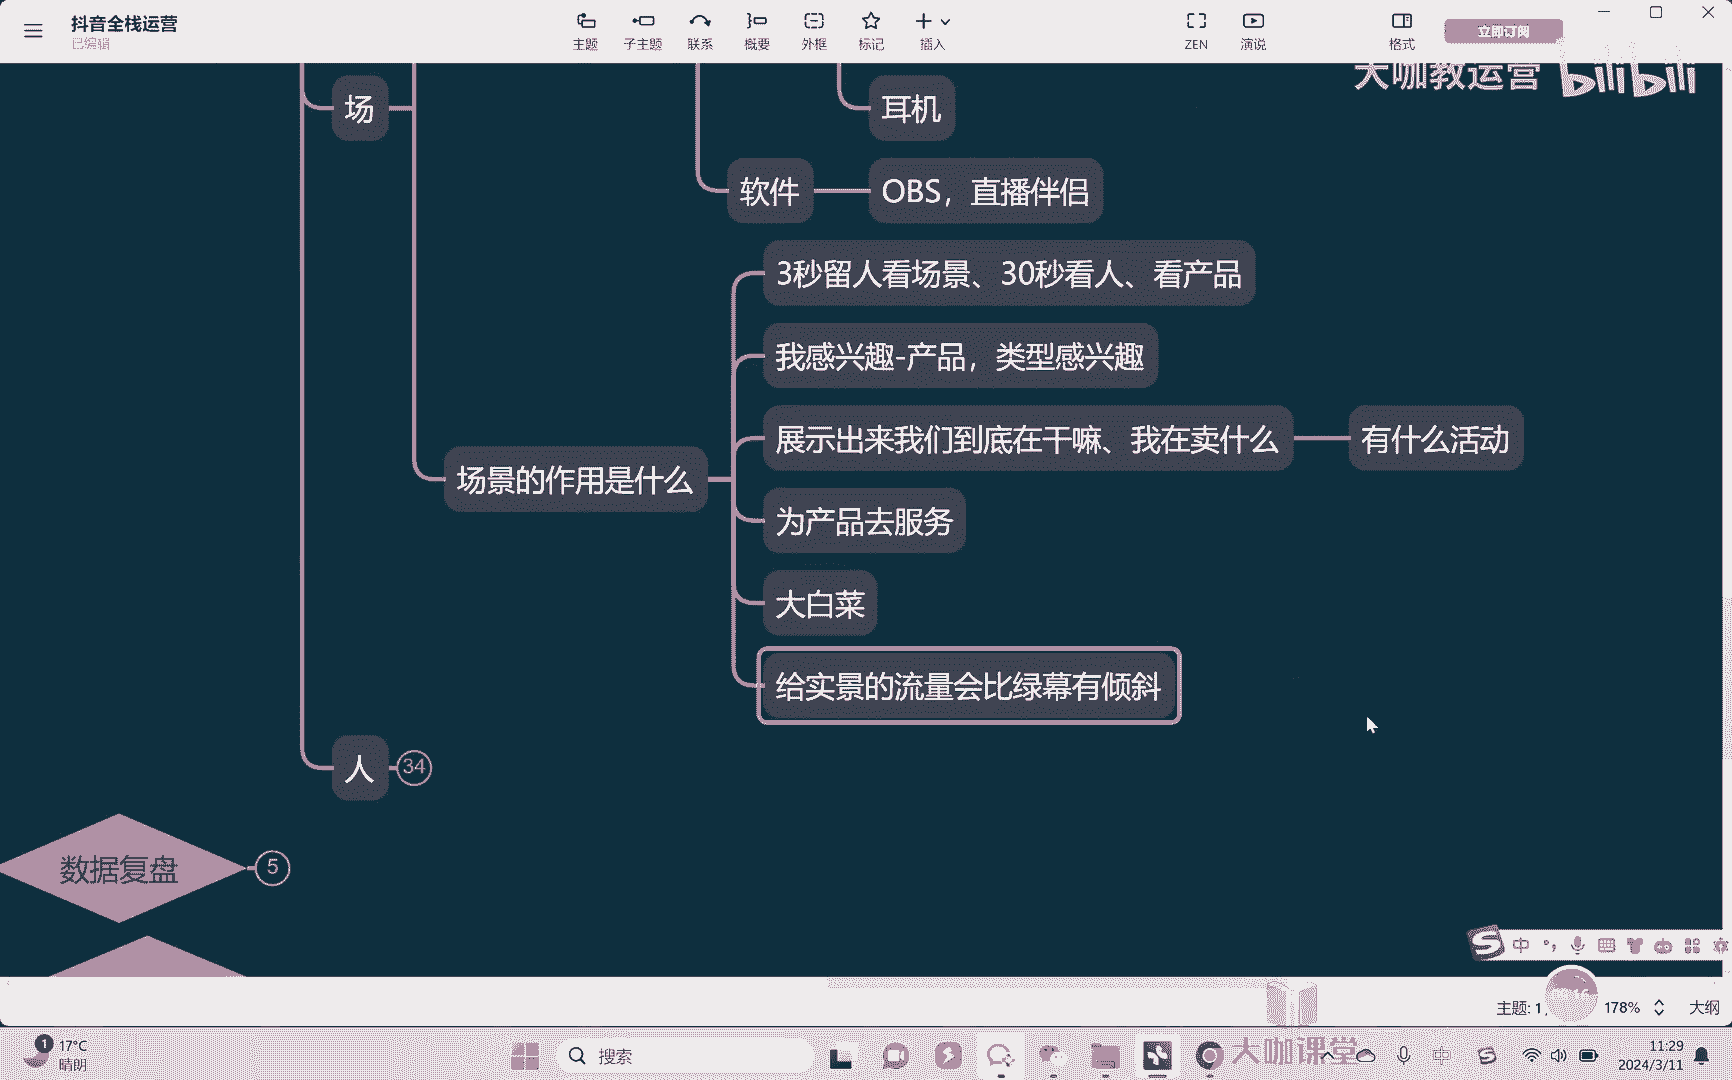 抖音全栈运营
已编辑
主题
子主题
联系
概要
外框
标记
插入
ZEN
演说
格式
立即订阅
大咖教运营 bilibili
场
耳机
软件
OBS，直播伴侣
3秒留人看场景、30秒看人、看产品
我感兴趣-产品，类型感兴趣
展示出来我们到底在干嘛、我在卖什么
有什么活动
场景的作用是什么
为产品去服务
大白菜
给实景的流量会比绿幕有倾斜
人
34
数据复盘
5
中
主题: 1
178%
大纲
1
17°C
晴朗
搜索
大咖课堂
中
11:29
2024/3/11